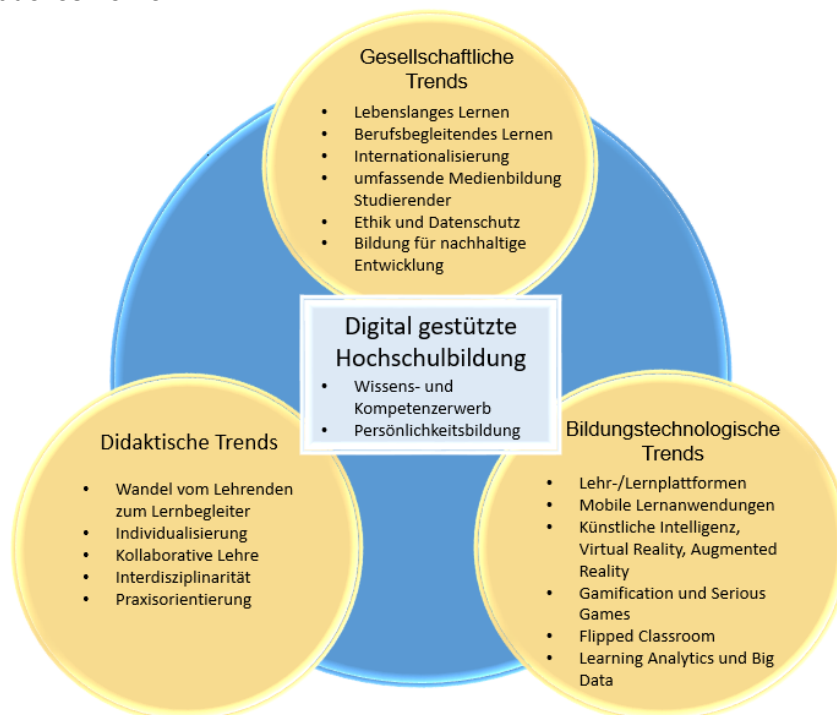 Gesellschaftliche
Trends
• Lebenslanges Lernen
• Berufsbegleitendes Lernen
• Internationalisierung
• umfassende Medienbildung
Studierender
• Ethik und Datenschutz
• Bildung für nachhaltige
Entwicklung
Digital gestützte
Hochschulbildung
• Wissens- und
Kompetenzerwerb
• Persönlichkeitsbildung
Didaktische Trends
• Wandel vom Lehrenden
zum Lernbegleiter
• Individualisierung
• Kollaborative Lehre
• Interdisziplinarität
• Praxisorientierung
Bildungstechnologische
Trends
• Lehr-/Lernplattformen
• Mobile Lernanwendungen
• Künstliche Intelligenz,
Virtual Reality, Augmented
Reality
• Gamification und Serious
Games
• Flipped Classroom
• Learning Analytics und Big
Data